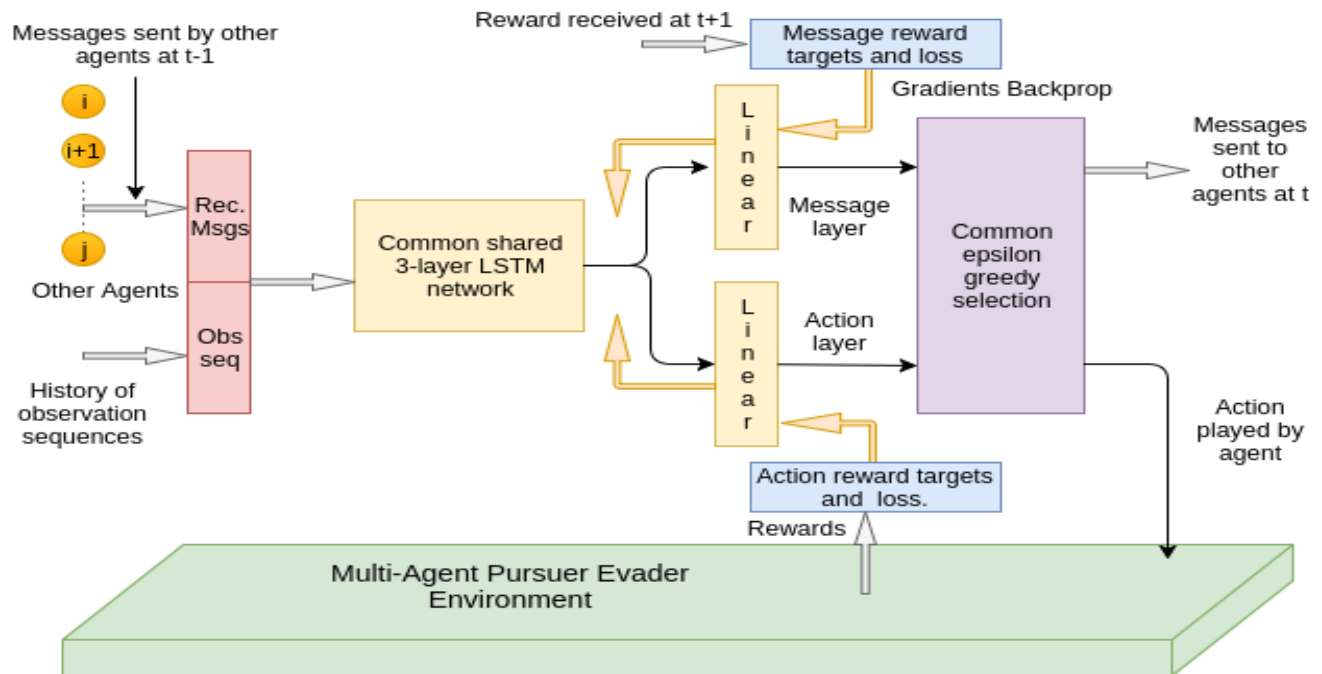 Messages sent by other
agents at t-1
i
i+1
j
Other Agents
History of
observation
sequences
Rec.
Msgs
Obs
seq
Common shared
3-layer LSTM
network
Reward received at t+1
Message reward
targets and loss
Gradients Backprop
L
i
n
e
a
r
Message
layer
L
i
n
e
a
r
Action
layer
Common
epsilon
greedy
selection
Messages
sent to
other
agents at t
Action
played by
agent
Action reward targets
and loss.
Rewards
Multi-Agent Pursuer Evader
Environment